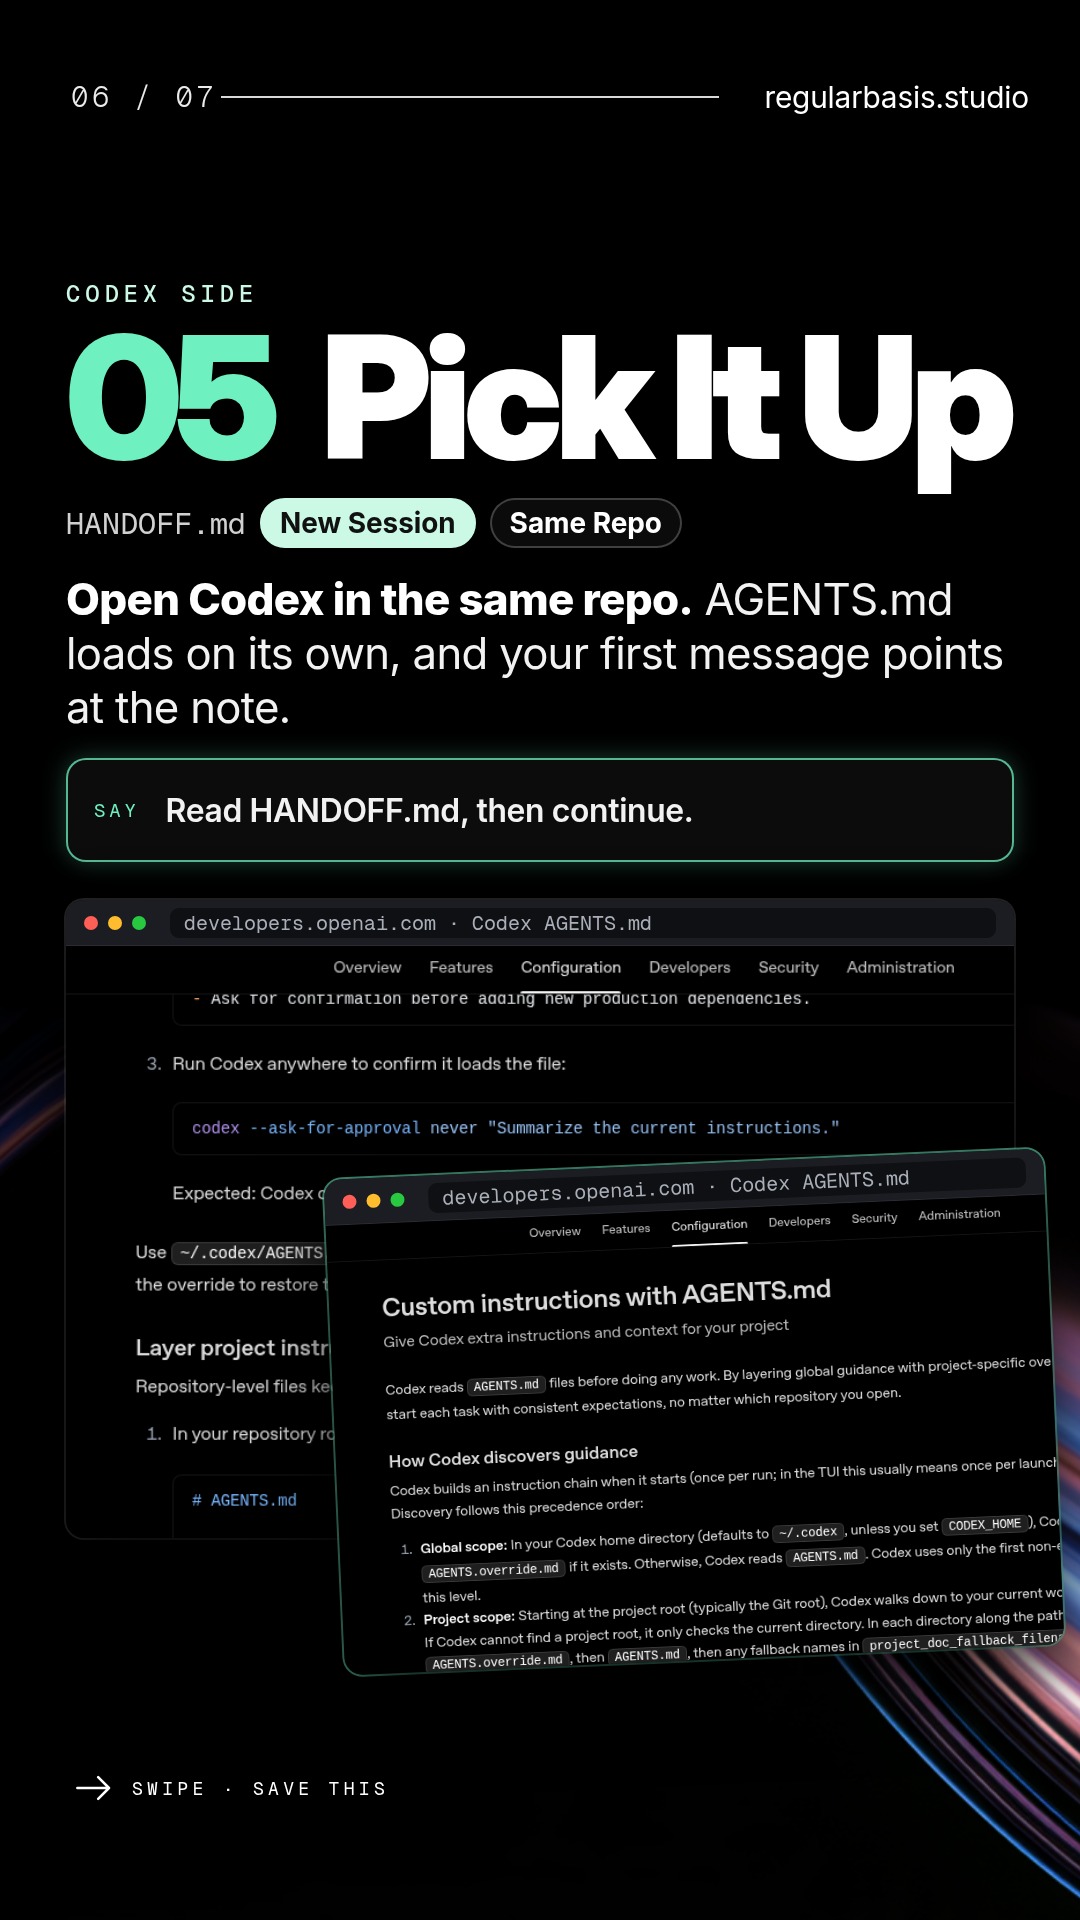 06 / 07
regularbasis.studio
CODEX SIDE
05 Pick It Up
HANDOFF.md New Session Same Repo
Open Codex in the same repo. AGENTS.md
loads on its own, and your first message points
at the note.
SAY Read HANDOFF.md, then continue.
developers.openai.com · Codex AGENTS.md
Overview Features Configuration Developers Security Administration
- Ask for confirmation before adding new production dependencies.
3. Run Codex anywhere to confirm it loads the file:
codex --ask-for-approval never "Summarize the current instructions."
Expected: Codex
Use ~/.codex/AGENTS
the override to restore
Layer project instr
Repository-level files ke
1. In your repository ro
# AGENTS.md
developers.openai.com · Codex AGENTS.md
Overview Features Configuration Developers Security Administration
Custom instructions with AGENTS.md
Give Codex extra instructions and context for your project
Codex reads AGENTS.md files before doing any work. By layering global guidance with project-specific ove
start each task with consistent expectations, no matter which repository you open.
How Codex discovers guidance
Codex builds an instruction chain when it starts (once per run; in the TUI this usually means once per launch
Discovery follows this precedence order:
1. Global scope: In your Codex home directory (defaults to ~/.codex, unless you set CODEX_HOME), Co
AGENTS.override.md if it exists. Otherwise, Codex reads AGENTS.md. Codex uses only the first non-e
this level.
2. Project scope: Starting at the project root (typically the Git root), Codex walks down to your current wo
If Codex cannot find a project root, it only checks the current directory. In each directory along the path
AGENTS.override.md, then AGENTS.md, then any fallback names in project_doc_fallback_filena
SWIPE · SAVE THIS